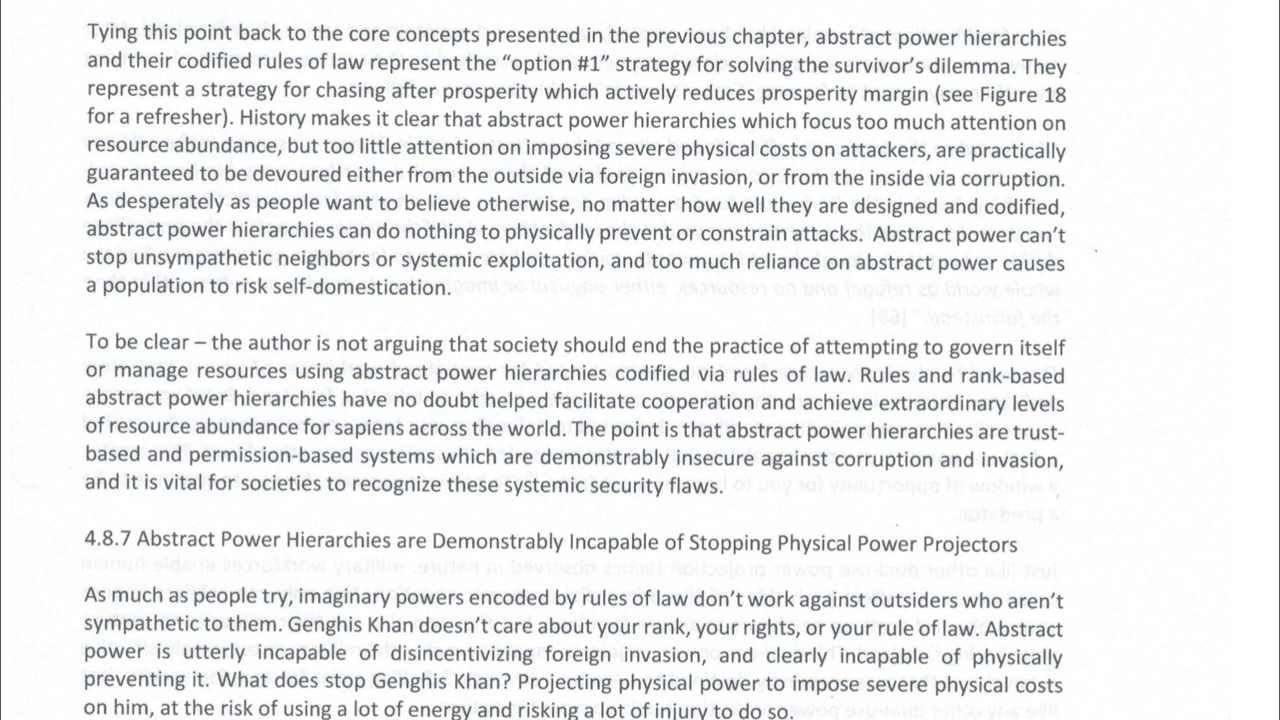 Tying this point back to the core concepts presented in the previous chapter, abstract power hierarchies
and their codified rules of law represent the “option #1” strategy for solving the survivor’s dilemma. They
represent a strategy for chasing after prosperity which actively reduces prosperity margin (see Figure 18
for a refresher). History makes it clear that abstract power hierarchies which focus too much attention on
resource abundance, but too little attention on imposing severe physical costs on attackers, are practically
guaranteed to be devoured either from the outside via foreign invasion, or from the inside via corruption.
As desperately as people want to believe otherwise, no matter how well they are designed and codified,
abstract power hierarchies can do nothing to physically prevent or constrain attacks. Abstract power can’t
stop unsympathetic neighbors or systemic exploitation, and too much reliance on abstract power causes
a population to risk self-domestication.
To be clear – the author is not arguing that society should end the practice of attempting to govern itself
or manage resources using abstract power hierarchies codified via rules of law. Rules and rank-based
abstract power hierarchies have no doubt helped facilitate cooperation and achieve extraordinary levels
of resource abundance for sapiens across the world. The point is that abstract power hierarchies are trust-
based and permission-based systems which are demonstrably insecure against corruption and invasion,
and it is vital for societies to recognize these systemic security flaws.
4.8.7 Abstract Power Hierarchies are Demonstrably Incapable of Stopping Physical Power Projectors
As much as people try, imaginary powers encoded by rules of law don’t work against outsiders who aren’t
sympathetic to them. Genghis Khan doesn’t care about your rank, your rights, or your rule of law. Abstract
power is utterly incapable of disincentivizing foreign invasion, and clearly incapable of physically
preventing it. What does stop Genghis Khan? Projecting physical power to impose severe physical costs
on him, at the risk of using a lot of energy and risking a lot of injury to do so.